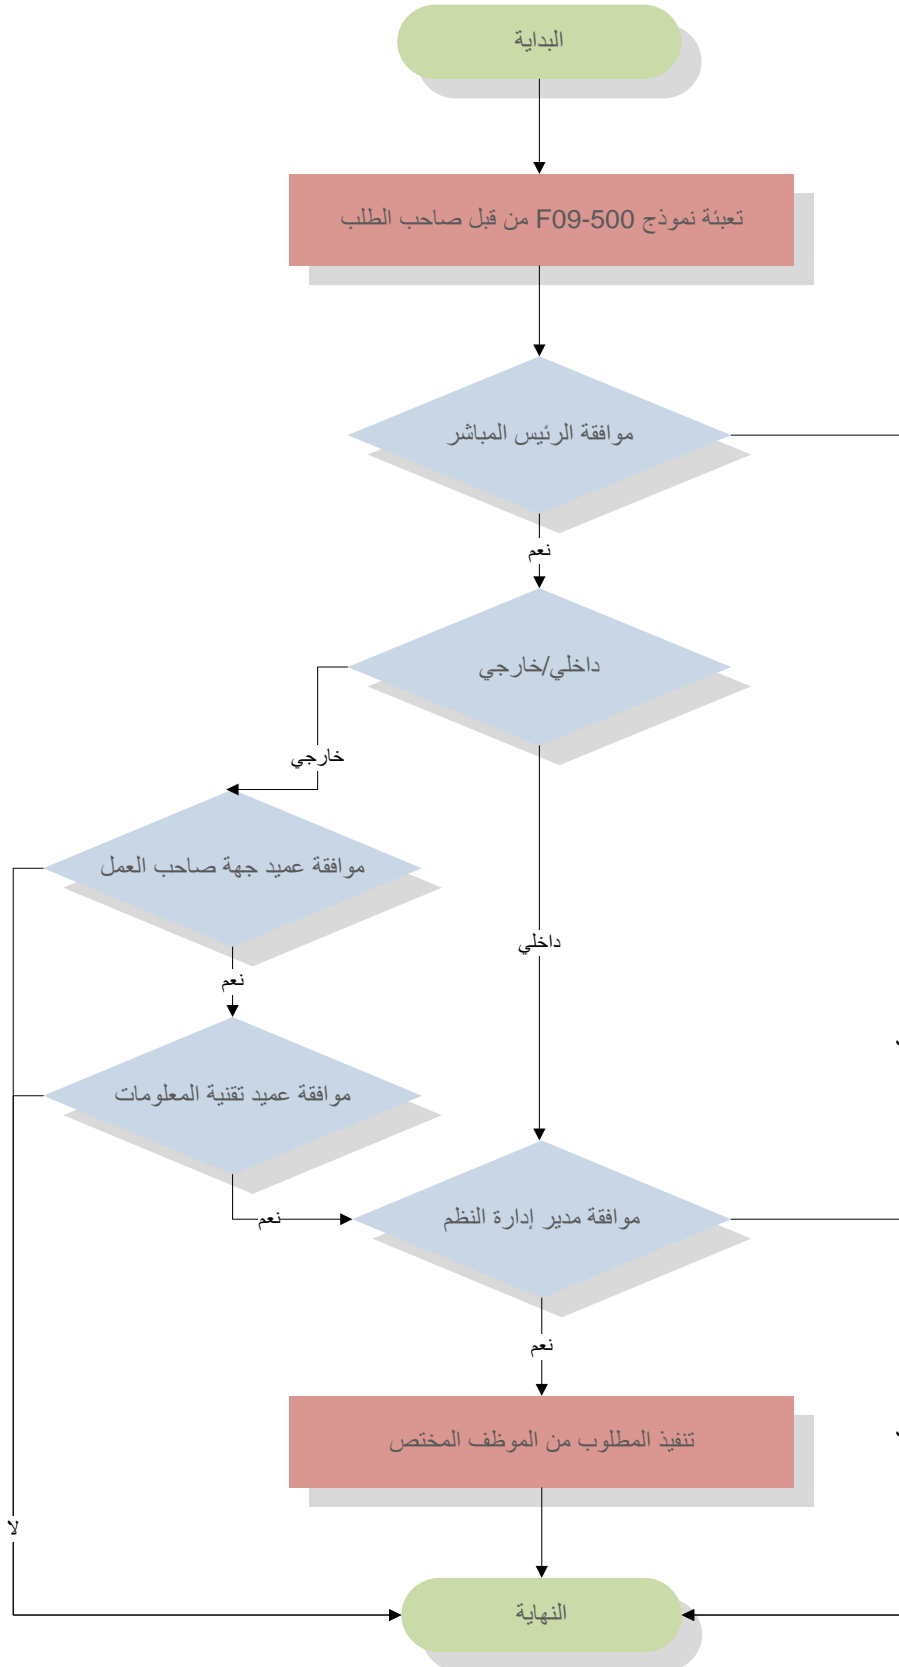 البداية
تعبئة نموذج F09-500 من قبل صاحب الطلب
موافقة الرئيس المباشر
نعم
داخلي/خارجي
خارجي
موافقة عميد جهة صاحب العمل
داخلي
نعم
موافقة عميد تقنية المعلومات
موافقة مدير إدارة النظم
نعم
نعم
تنفيذ المطلوب من الموظف المختص
لا
النهاية